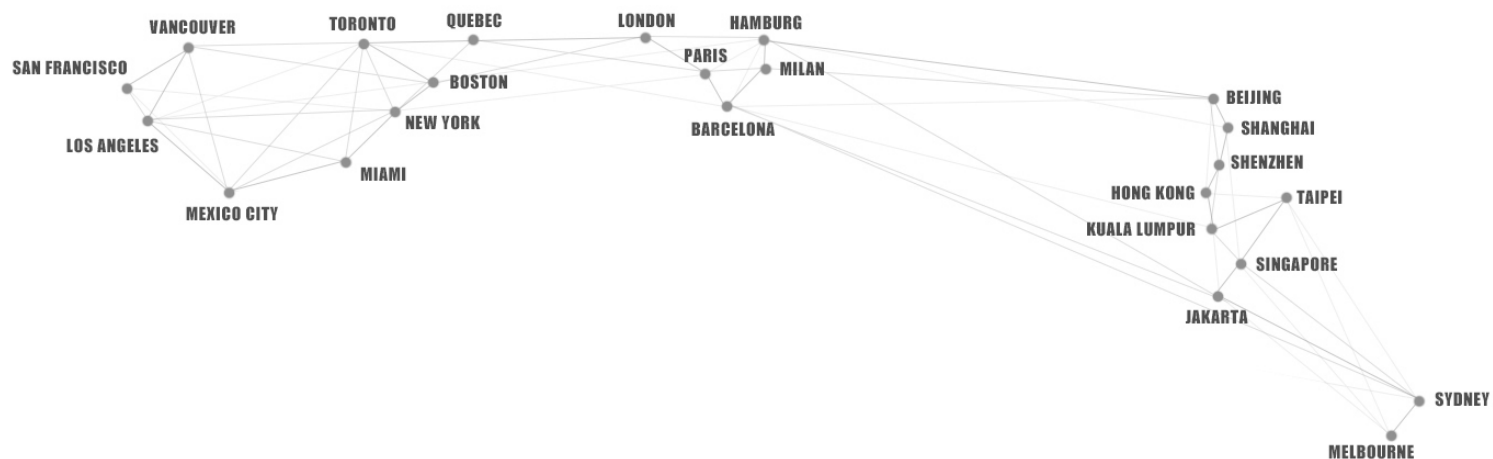 VANCOUVER
TORONTO
QUEBEC
LONDON
HAMBURG
SAN FRANCISCO
PARIS
MILAN
BOSTON
BEIJING
NEW YORK
BARCELONA
SHANGHAI
LOS ANGELES
SHENZHEN
MIAMI
HONG KONG
TAIPEI
MEXICO CITY
KUALA LUMPUR
SINGAPORE
JAKARTA
SYDNEY
MELBOURNE